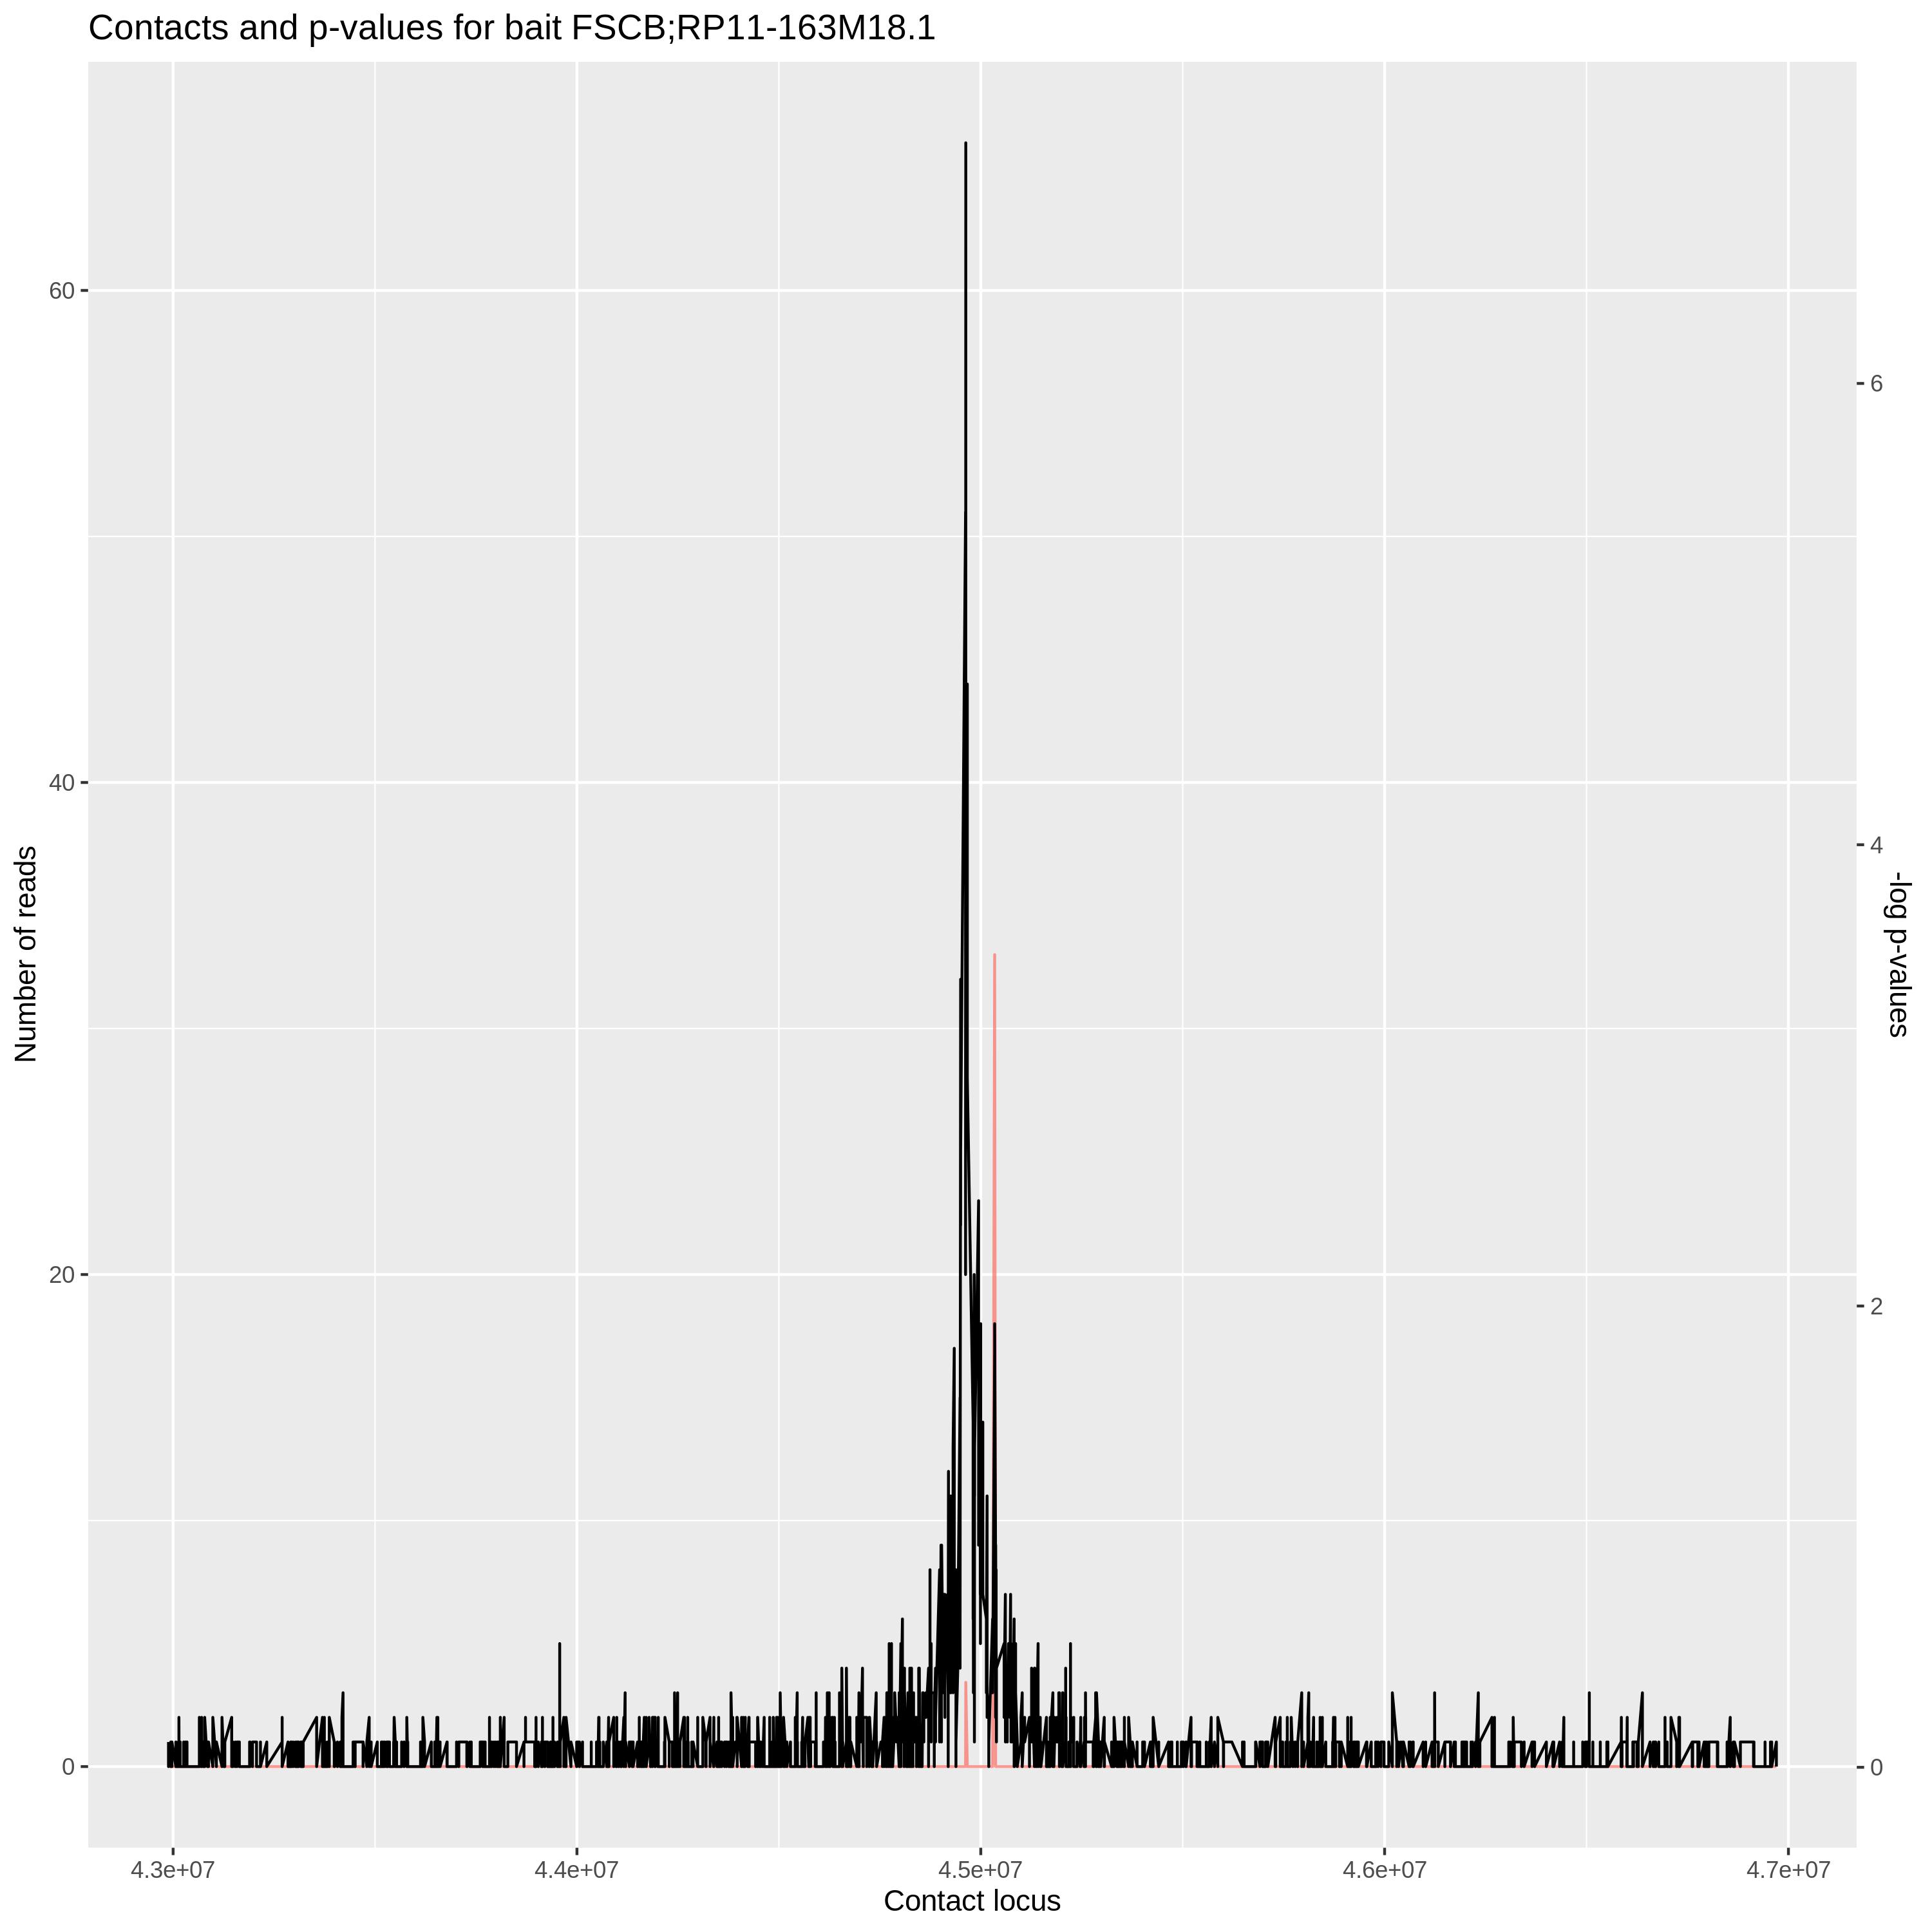 Contacts and p-values for bait FSCB;RP11-163M18.1
60
40
20
0
Number of reads
6
4
2
0
-log p-values
4.3e+07 4.4e+07 4.5e+07 4.6e+07 4.7e+07
Contact locus